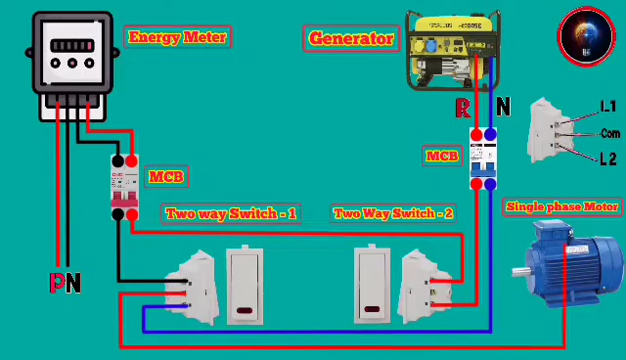 Energy Meter
Generator
R N
L1
Com
L2
MCB
MCB
Two way Switch - 1
Two Way Switch - 2
Single phase Motor
P N